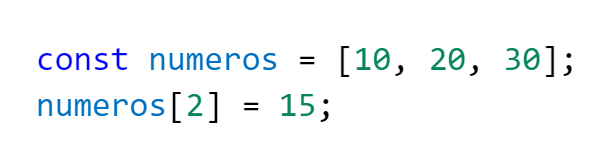 const numeros = [10, 20, 30];
numeros[2] = 15;